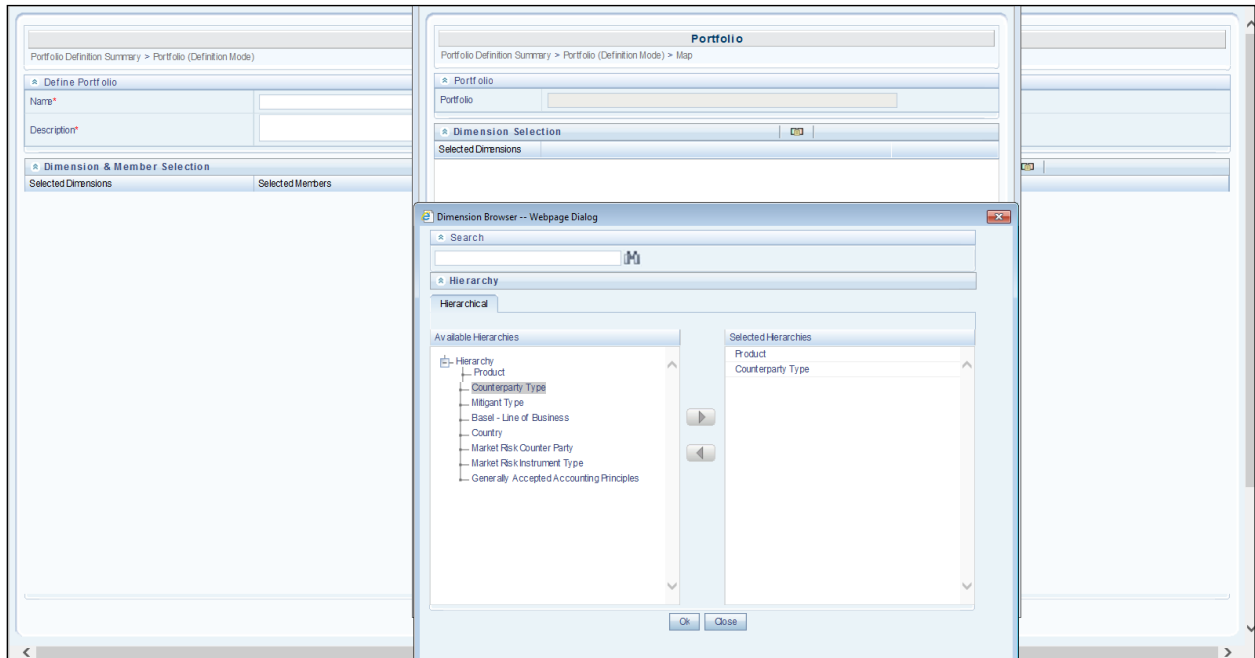 Portfolio Definition Summary > Portfolio (Definition Mode)
Define Portfolio
Name*
Description*
Dimension & Member Selection
Selected Dimensions Selected Members
Portfolio
Portfolio Definition Summary > Portfolio (Definition Mode) > Map
Portfolio
Portfolio
Dimension Selection
Selected Dimensions
Dimension Browser -- Webpage Dialog
Search
Hierarchy
Hierarchical
Available Hierarchies
Hierarchy
Product
Counterparty Type
Mitigant Type
Basel - Line of Business
Country
Market Risk Counter Party
Market Risk Instrument Type
Generally Accepted Accounting Principles
Selected Hierarchies
Product
Counterparty Type
Ok Close